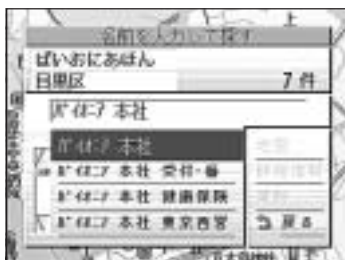 名前を入力して探す
ぱいおにあほん
目黒区 7 件
ﾊﾟｲｵﾆｱ 本社
ﾊﾟｲｵﾆｱ 本社
ﾊﾟｲｵﾆｱ 本社 受付・
ﾊﾟｲｵﾆｱ 本社 健康保険
ﾊﾟｲｵﾆｱ 本社 東京西営
戻る